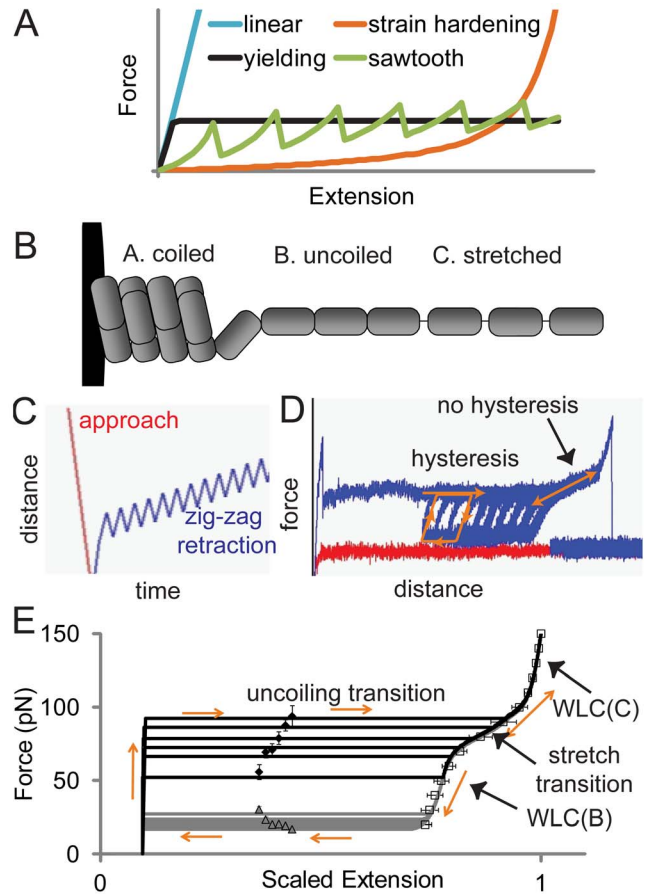 A
linear
strain hardening
yielding
sawtooth
Force
Extension
B
A. coiled
B. uncoiled
C. stretched
C
approach
zig-zag
retraction
distance
time
D
no hysteresis
hysteresis
force
distance
E
150
100
50
0
Force (pN)
uncoiling transition
WLC(C)
stretch
transition
WLC(B)
0
1
Scaled Extension